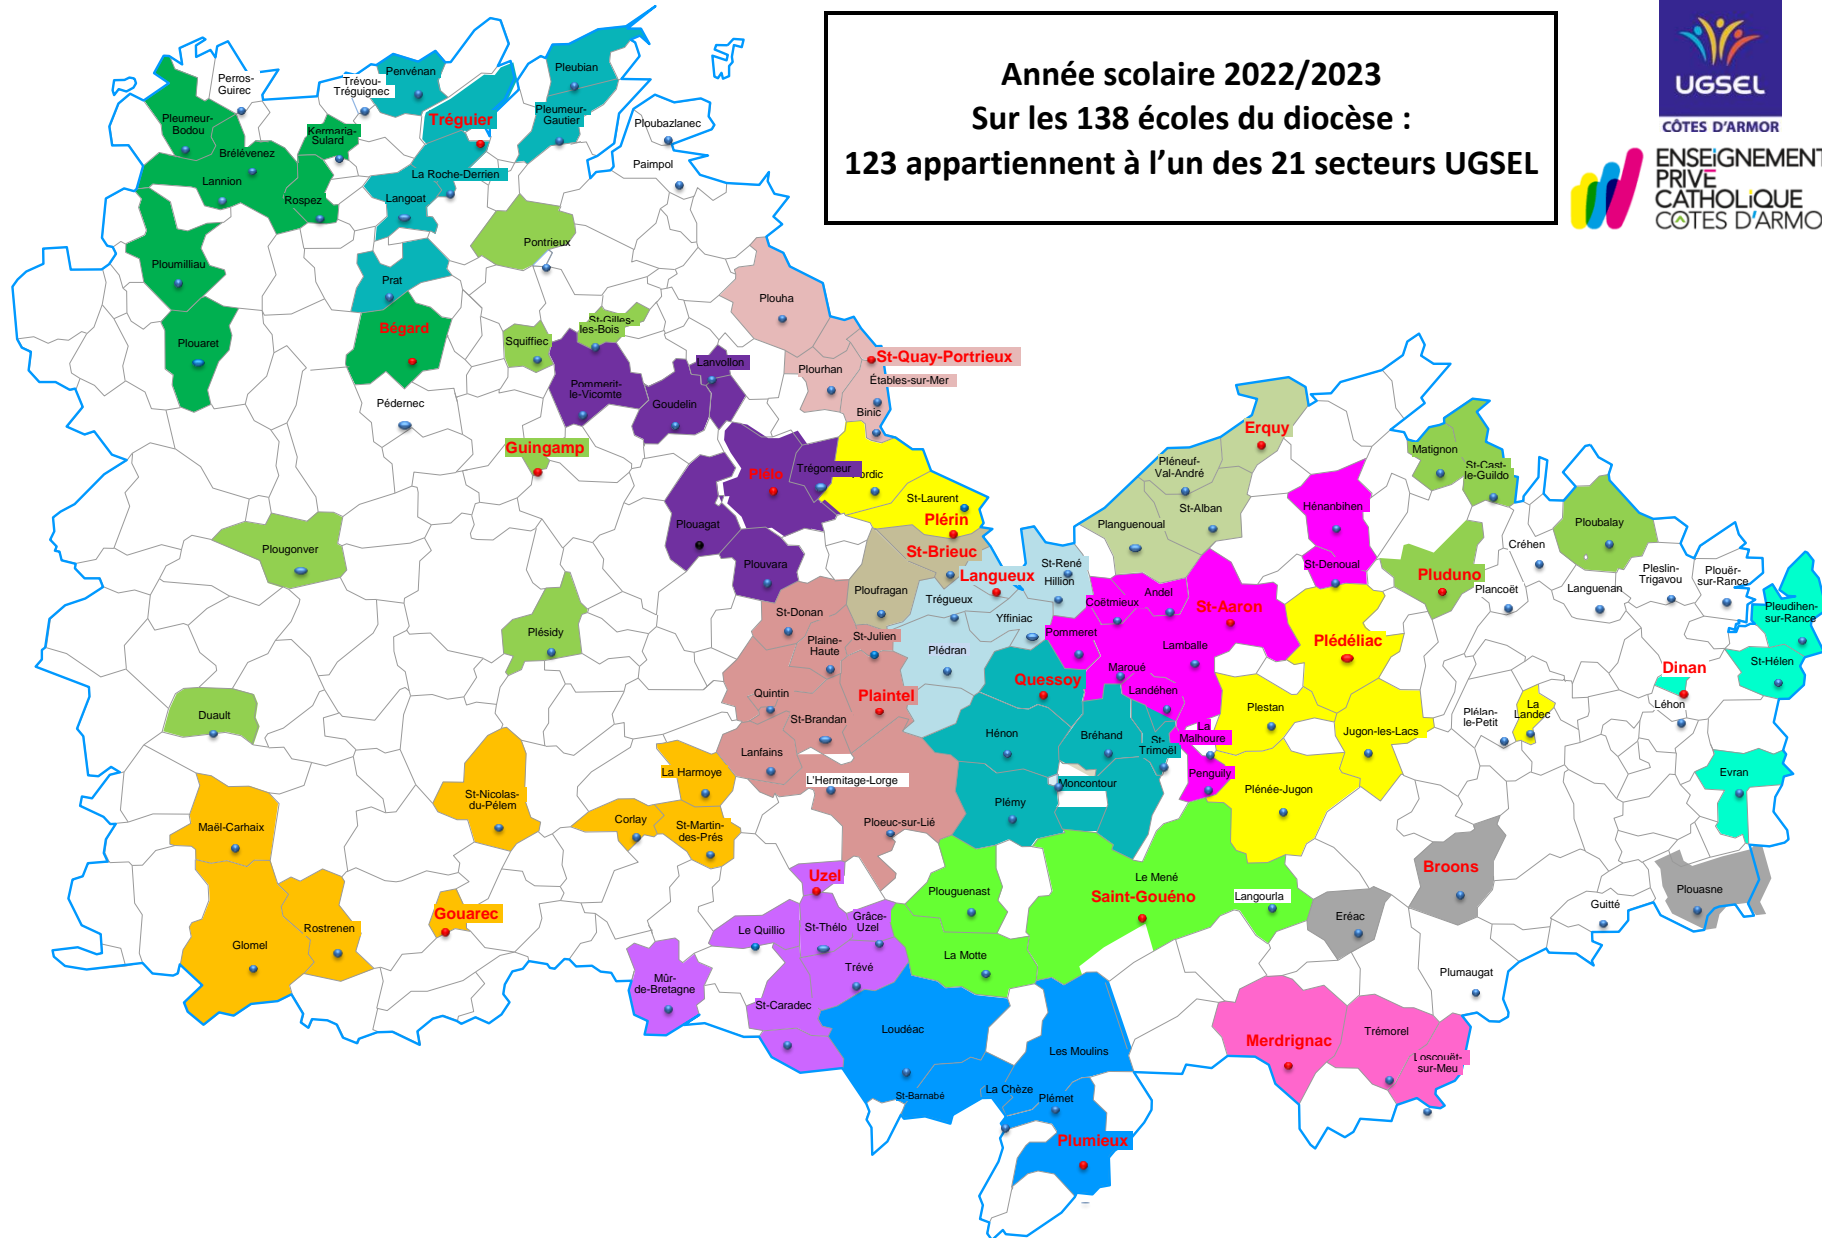 Année scolaire 2022/2023
Sur les 138 écoles du diocèse :
123 appartiennent à l'un des 21 secteurs UGSEL
UGSEL
CÔTES D'ARMOR
ENSEIGNEMENT
PRIVÉ
CATHOLIQUE
CÔTES D'ARMO
Perros-
Guirec
Trévou-
Tréguignec
Penvénan
Pleubian
Pleumeur-
Bodou
Kermaria-
Sulard
Tréguier
Pleumeur-
Gautier
Ploubazlanec
Brélévenez
Paimpol
Lannion
La Roche-Derrien
Rospez
Langoat
Pontrieux
Ploumilliau
Prat
Plouha
Bégard
St-Gilles-
les-Bois
Plouaret
Squiffiec
St-Quay-Portrieux
Lanvollon
Plourhan
Étables-sur-Mer
Pommerit-
le-Vicomte
Goudelin
Binic
Pédernec
Guingamp
Plélo
Trégomeur
ordic
St-Laurent
Plérin
Plouagat
Plougonver
Plouvara
St-Brieuc
Ploufragan
Langueux
St-René
Hillion
Trégueux
Yffiniac
Erquy
Pléneuf-
Val-André
St-Alban
Planguenoual
Hénanbihen
St-Denoual
Matignon
St-Cast-
le-Guildo
Ploubalay
Créhen
Pluduno
Plancoët
Languenan
Pleslin-
Trigavou
Plouër-
sur-Rance
Pleudihen-
sur-Rance
St-Hélen
Dinan
Léhon
Coëtmieux
Andel
St-Aaron
Pommeret
Lamballe
Maroué
Landéhen
Plédéliac
Plésidy
St-Donan
Plaine-
Haute
St-Julien
Plédran
Quessoy
Quintin
Plaintel
St-Brandan
Lanfains
Duault
Hénon
Bréhand
St-
Trimoël
La
Malhoure
Penguily
Plestan
Jugon-les-Lacs
Plélan-
le-Petit
La
Landec
Evran
La Harmoye
L'Hermitage-Lorge
St-Nicolas-
du-Pélem
Moncontour
Plémy
Plénée-Jugon
Maël-Carhaix
Corlay
St-Martin-
des-Prés
Ploeuc-sur-Lié
Uzel
Plouguenast
Le Mené
Saint-Gouéno
Langourla
Broons
Plouasne
Guitté
Eréac
Gouarec
Rostrenen
Glomel
Le Quillio
St-Thélo
Grâce-
Uzel
La Motte
Trévé
Mûr-
de-Bretagne
St-Caradec
Plumaugat
Loudéac
Les Moulins
Merdrignac
Trémorel
Loscouët-
sur-Meu
St-Barnabé
La Chèze
Plémet
Plumieux